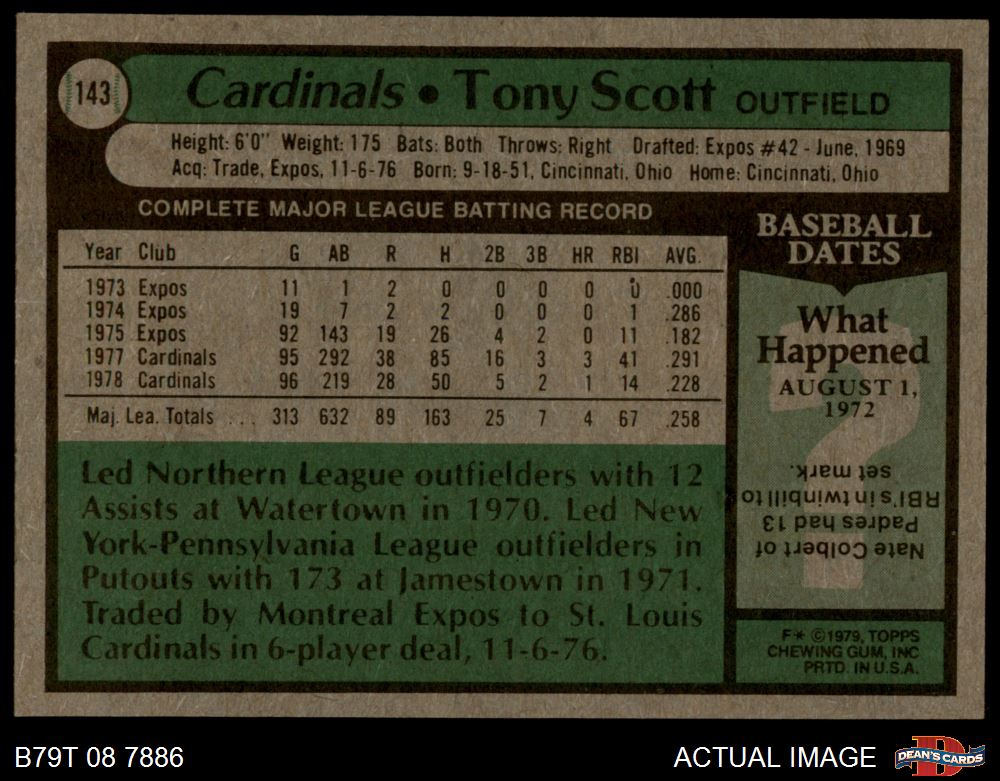 143
Cardinals • Tony Scott OUTFIELD
Height: 6'0" Weight: 175 Bats: Both Throws: Right Drafted: Expos #42 - June, 1969
Acq: Trade, Expos, 11-6-76 Born: 9-18-51, Cincinnati, Ohio Home: Cincinnati, Ohio
COMPLETE MAJOR LEAGUE BATTING RECORD
Year Club G AB R H 2B 3B HR RBI AVG.
1973 Expos 11 1 2 0 0 0 0 0 .000
1974 Expos 19 7 2 2 0 0 0 1 .286
1975 Expos 92 143 19 26 4 2 0 11 .182
1977 Cardinals 95 292 38 85 16 3 3 41 .291
1978 Cardinals 96 219 28 50 5 2 1 14 .228
Maj. Lea. Totals . . . 313 632 89 163 25 7 4 67 .258
Led Northern League outfielders with 12
Assists at Watertown in 1970. Led New
York-Pennsylvania League outfielders in
Putouts with 173 at Jamestown in 1971.
Traded by Montreal Expos to St. Louis
Cardinals in 6-player deal, 11-6-76.
BASEBALL
DATES
What
Happened
AUGUST 1,
1972
Nate Colbert of
Padres had 13
RBI's in twinbill to
set mark.
F* ©1979, TOPPS
CHEWING GUM, INC
PRTD. IN U.S.A.
B79T 08 7886
ACTUAL IMAGE
D
DEAN'S CARDS